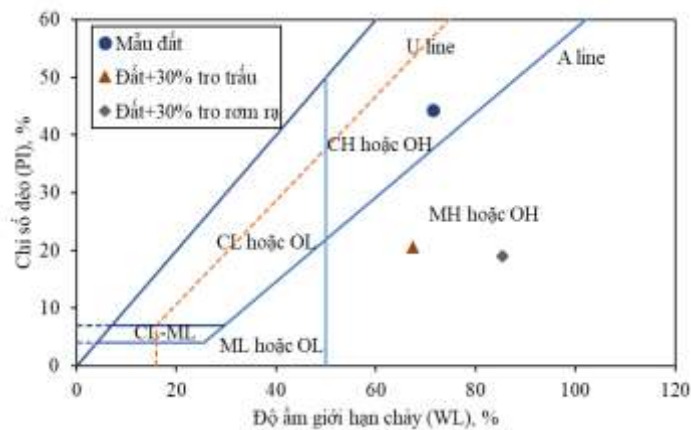 60
50
40
30
20
10
0
Chỉ số dẻo (PI), %
Mẫu đất
Đất+30% tro trấu
Đất+30% tro rơm rạ
U line
A line
CH hoặc OH
MH hoặc OH
CL hoặc OL
CL-ML
ML hoặc OL
0 20 40 60 80 100 120
Độ ẩm giới hạn chảy (WL), %